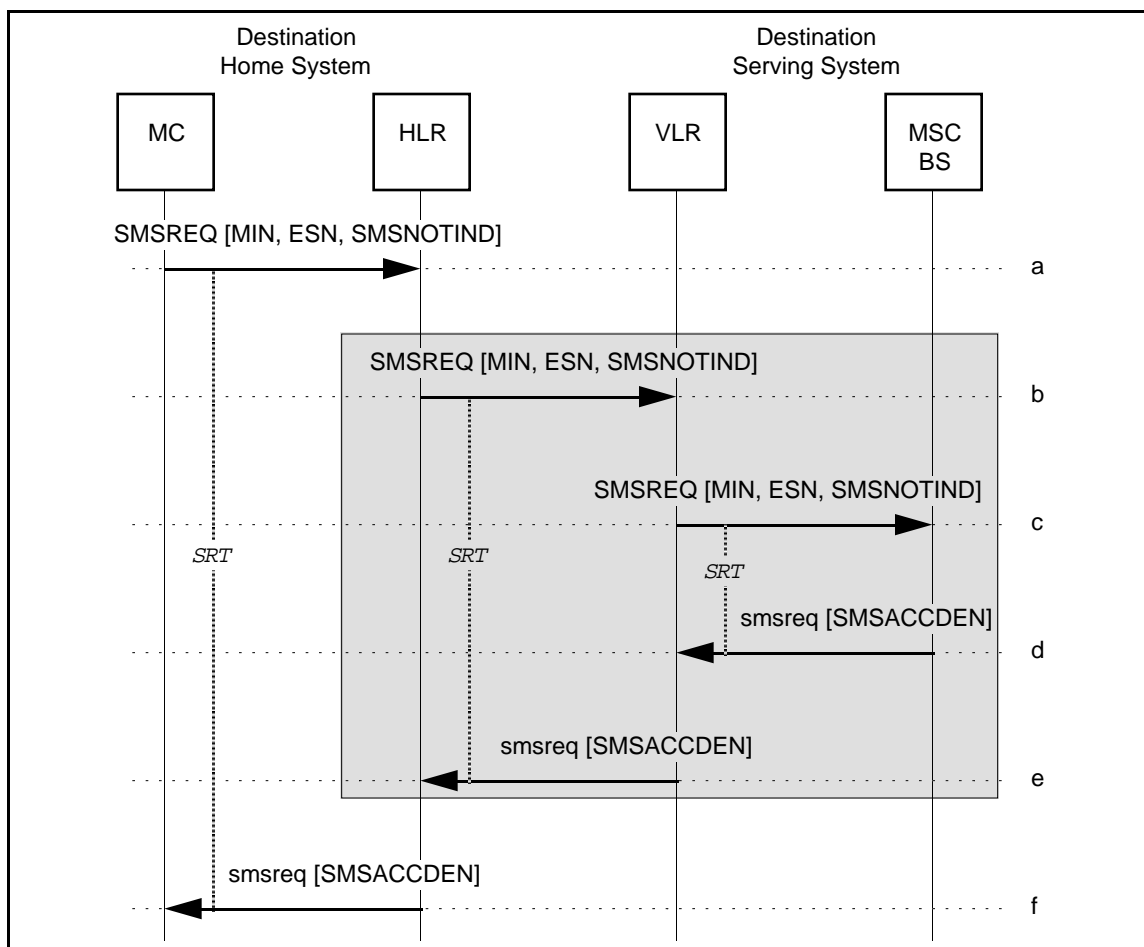 Destination
Home System
Destination
Serving System
MC
HLR
VLR
MSC
BS
SMSREQ [MIN, ESN, SMSNOTIND]
a
SMSREQ [MIN, ESN, SMSNOTIND]
b
SMSREQ [MIN, ESN, SMSNOTIND]
c
SRT
SRT
SRT
smsreq [SMSACCDEN]
d
smsreq [SMSACCDEN]
e
smsreq [SMSACCDEN]
f